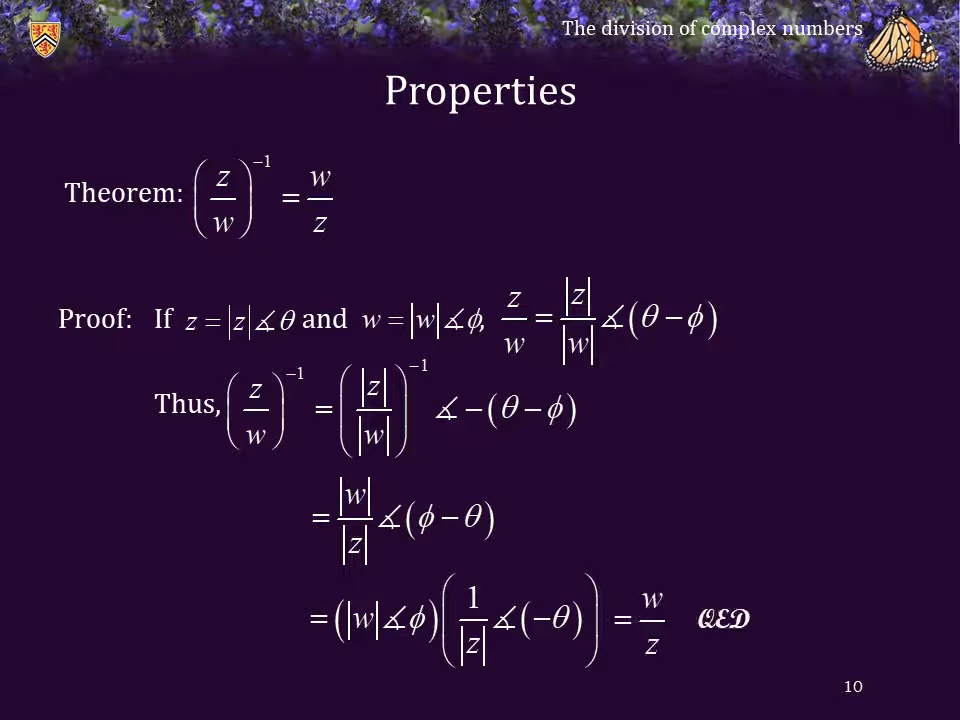 The division of complex numbers
Properties
Theorem: (z/w)⁻¹ = w/z
Proof: If z = |z|∡θ and w = |w|∡ϕ, z/w = |z|/|w| ∡(θ − ϕ)
Thus, (z/w)⁻¹ = (|z|/|w|)⁻¹ ∡ −(θ − ϕ)
= |w|/|z| ∡(ϕ − θ)
= (|w|∡ϕ)(1/|z| ∡(−θ)) = w/z QED
10